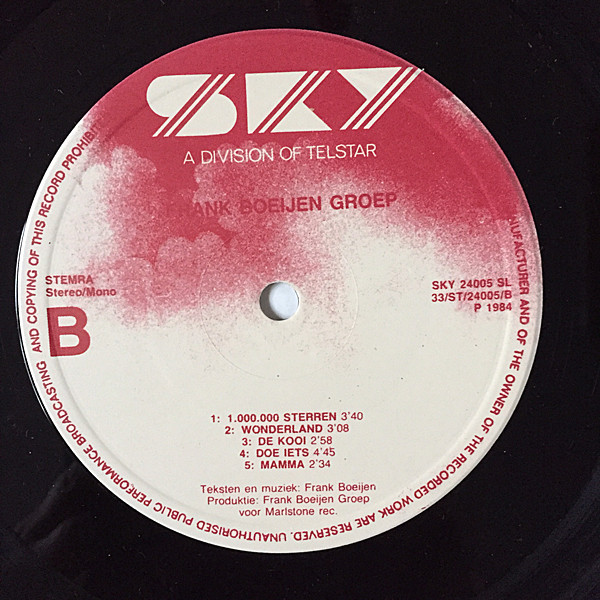 SKY
A DIVISION OF TELSTAR
FRANK BOEIJEN GROEP
STEMRA
Stereo/Mono
B
SKY 24005 SL
33/ST/24005/B
P 1984
1: 1.000.000 STERREN 3'40
2: WONDERLAND 3'08
3: DE KOOI 2'58
4: DOE IETS 4'45
5: MAMMA 2'34
Teksten en muziek: Frank Boeijen
Produktie: Frank Boeijen Groep
voor Marlstone rec.
AND OF THE OWNER OF THE RECORDED WORK ARE RESERVED. UNAUTHORISED PUBLIC PERFORMANCE BROADCASTING AND COPYING OF THIS RECORD